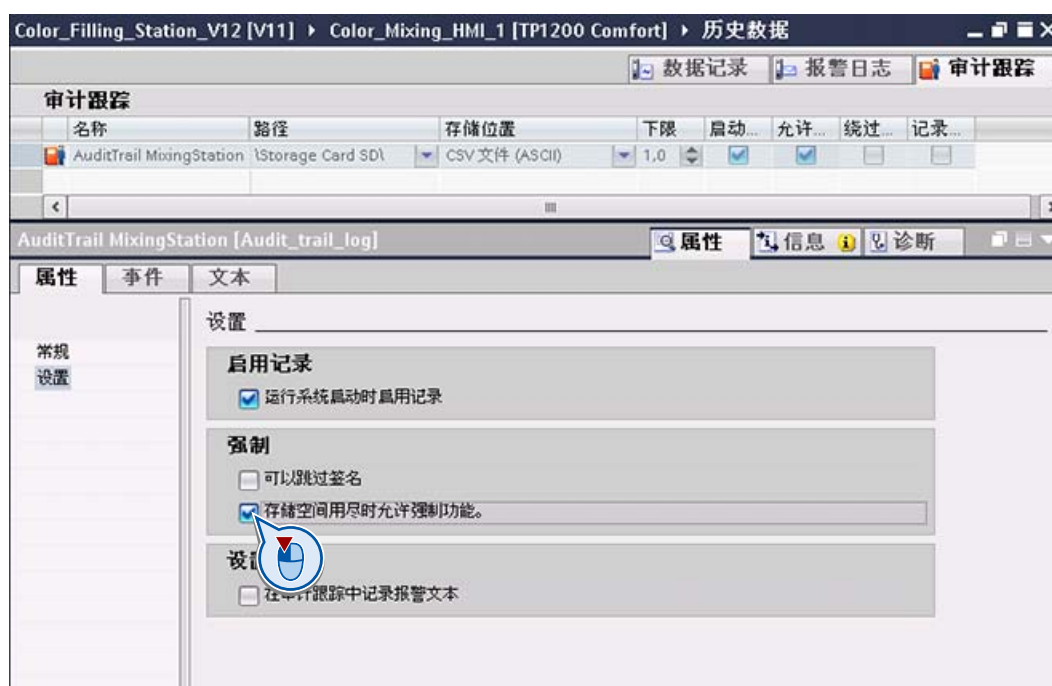 Color_Filling_Station_V12 [V11] ▸ Color_Mixing_HMI_1 [TP1200 Comfort] ▸ 历史数据
数据记录 报警日志 审计跟踪
审计跟踪
名称 路径 存储位置 下限 启动... 允许... 绕过... 记录...
AuditTrail MixingStation \Storage Card SD\ CSV 文件 (ASCII) 1,0
AuditTrail MixingStation [Audit_trail_log] 属性 信息 诊断
属性 事件 文本
设置
常规
设置
启用记录
运行系统启动时启用记录
强制
可以跳过签名
存储空间用尽时允许强制功能。
设
在审计跟踪中记录报警文本